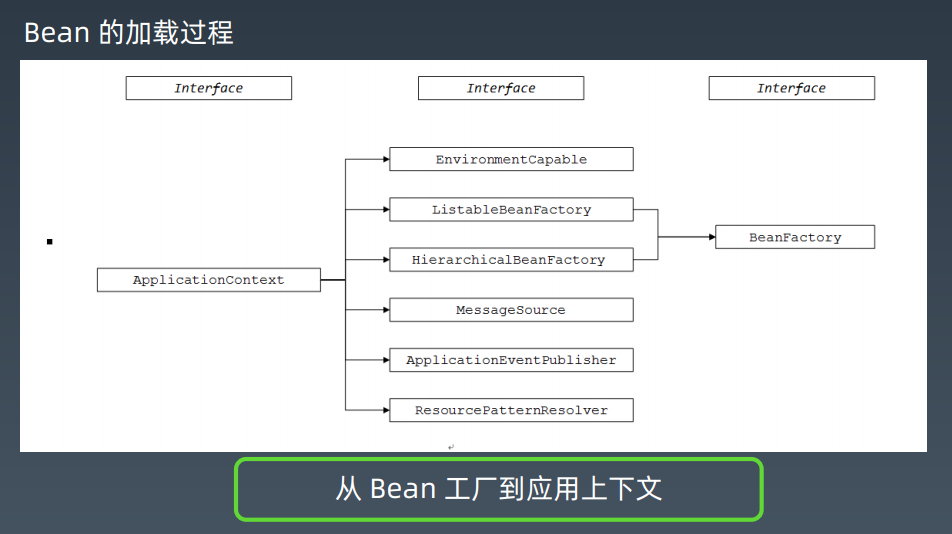 Bean 的加载过程
Interface
Interface
Interface
EnvironmentCapable
ListableBeanFactory
BeanFactory
HierarchicalBeanFactory
ApplicationContext
MessageSource
ApplicationEventPublisher
ResourcePatternResolver
从 Bean 工厂到应用上下文